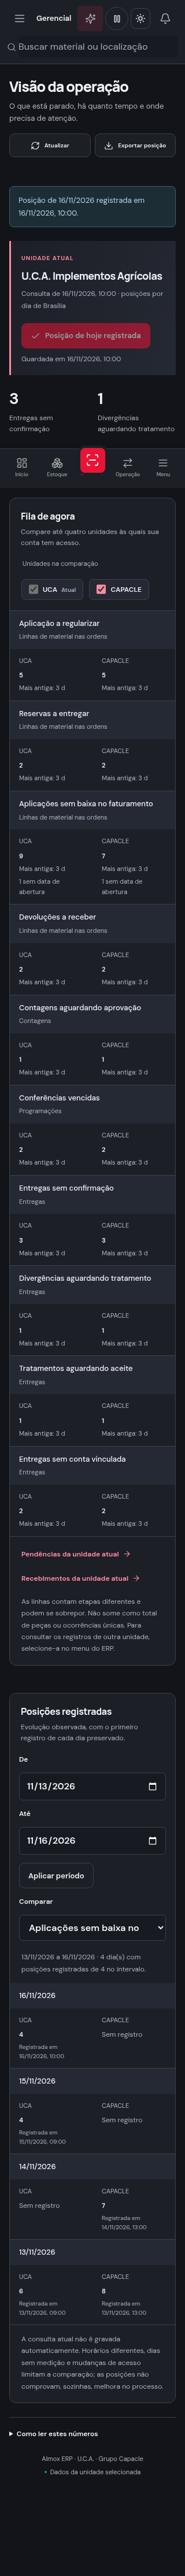 Gerencial
Buscar material ou localização
Visão da operação
O que está parado, há quanto tempo e onde
precisa de atenção.
Atualizar
Exportar posição
Posição de 16/11/2026 registrada em
16/11/2026, 10:00.
UNIDADE ATUAL
U.C.A. Implementos Agrícolas
Consulta de 16/11/2026, 10:00 · posições por
dia de Brasília
Posição de hoje registrada
Guardada em 16/11/2026, 10:00
3
1
Entregas sem
confirmação
Divergências
aguardando tratamento
Início
Estoque
Operação
Menu
Fila de agora
Compare até quatro unidades às quais sua
conta tem acesso.
Unidades na comparação
UCA Atual
CAPACLE
Aplicação a regularizar
Linhas de material nas ordens
UCA
CAPACLE
5
5
Mais antiga: 3 d
Mais antiga: 3 d
Reservas a entregar
Linhas de material nas ordens
UCA
CAPACLE
2
2
Mais antiga: 3 d
Mais antiga: 3 d
Aplicações sem baixa no faturamento
Linhas de material nas ordens
UCA
CAPACLE
9
7
Mais antiga: 3 d
Mais antiga: 3 d
1 sem data de
abertura
1 sem data de
abertura
Devoluções a receber
Linhas de material nas ordens
UCA
CAPACLE
2
2
Mais antiga: 3 d
Mais antiga: 3 d
Contagens aguardando aprovação
Contagens
UCA
CAPACLE
1
1
Mais antiga: 3 d
Mais antiga: 3 d
Conferências vencidas
Programações
UCA
CAPACLE
2
2
Mais antiga: 3 d
Mais antiga: 3 d
Entregas sem confirmação
Entregas
UCA
CAPACLE
3
3
Mais antiga: 3 d
Mais antiga: 3 d
Divergências aguardando tratamento
Entregas
UCA
CAPACLE
1
1
Mais antiga: 3 d
Mais antiga: 3 d
Tratamentos aguardando aceite
Entregas
UCA
CAPACLE
1
1
Mais antiga: 3 d
Mais antiga: 3 d
Entregas sem conta vinculada
Entregas
UCA
CAPACLE
2
2
Mais antiga: 3 d
Mais antiga: 3 d
Pendências da unidade atual
Recebimentos da unidade atual
As linhas contam etapas diferentes e
podem se sobrepor. Não some como total
de peças ou ocorrências únicas. Para
consultar os registros de outra unidade,
selecione-a no menu do ERP.
Posições registradas
Evolução observada, com o primeiro
registro de cada dia preservado.
De
11/13/2026
Até
11/16/2026
Aplicar período
Comparar
Aplicações sem baixa no
13/11/2026 a 16/11/2026 · 4 dia(s) com
posições registradas de 4 no intervalo.
16/11/2026
UCA
CAPACLE
4
Sem registro
Registrada em
16/11/2026, 10:00
15/11/2026
UCA
CAPACLE
4
Sem registro
Registrada em
15/11/2026, 09:00
14/11/2026
UCA
CAPACLE
Sem registro
7
Registrada em
14/11/2026, 13:00
13/11/2026
UCA
CAPACLE
6
8
Registrada em
13/11/2026, 09:00
Registrada em
13/11/2026, 13:00
A consulta atual não é gravada
automaticamente. Horários diferentes, dias
sem medição e mudanças de acesso
limitam a comparação; as posições não
comprovam, sozinhas, melhora no processo.
Como ler estes números
Almox ERP · U.C.A. · Grupo Capacle
Dados da unidade selecionada